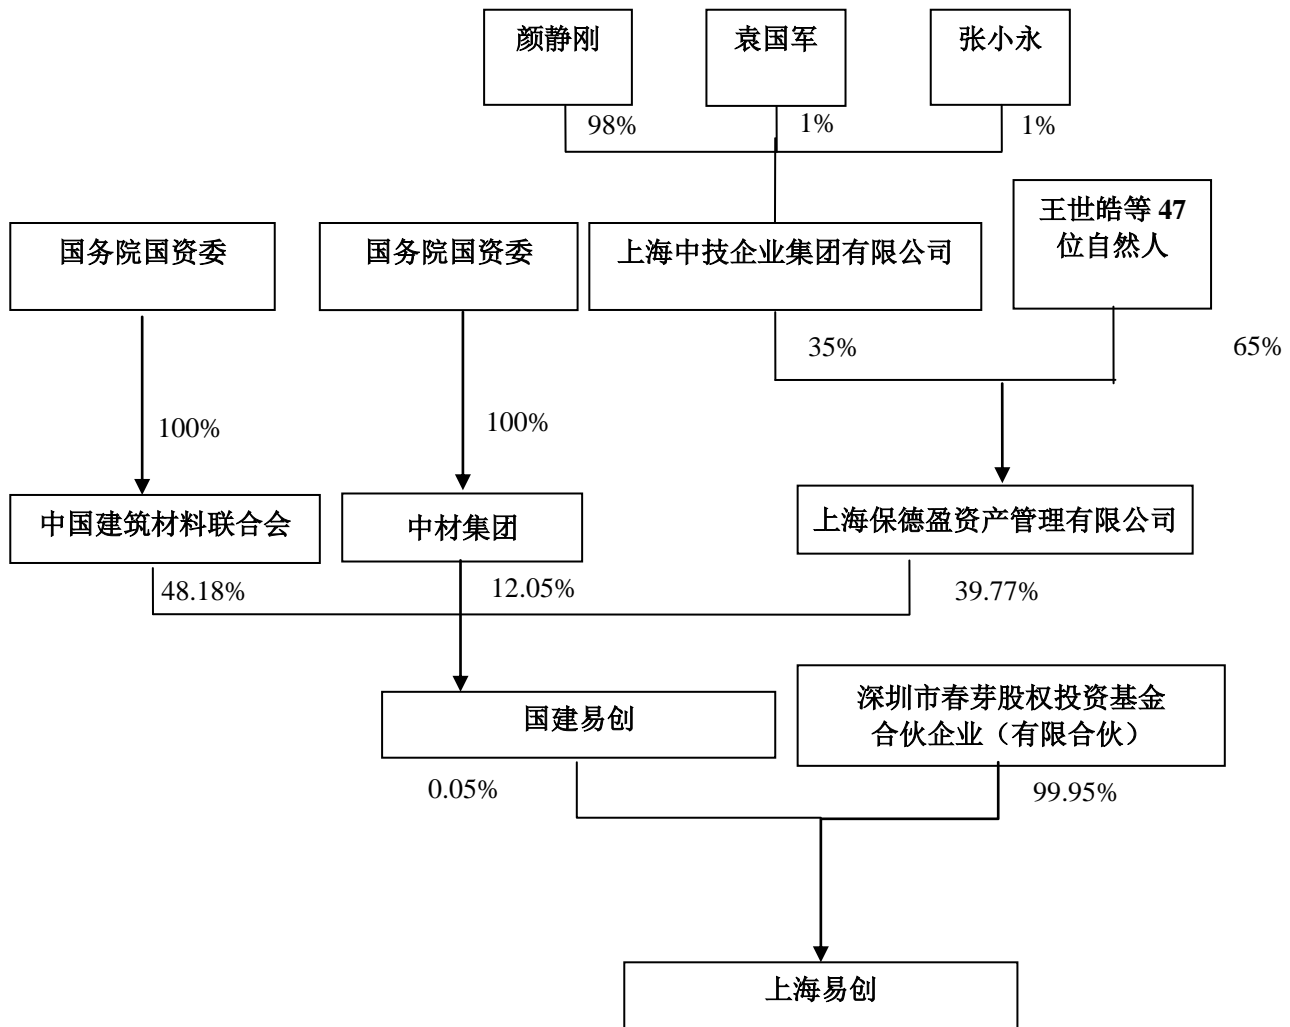 颜静刚
袁国军
张小永
98%
1%
1%
国务院国资委
国务院国资委
上海中技企业集团有限公司
王世皓等 47
位自然人
35%
65%
100%
100%
中国建筑材料联合会
中材集团
上海保德盈资产管理有限公司
48.18%
12.05%
39.77%
国建易创
深圳市春芽股权投资基金
合伙企业（有限合伙）
0.05%
99.95%
上海易创